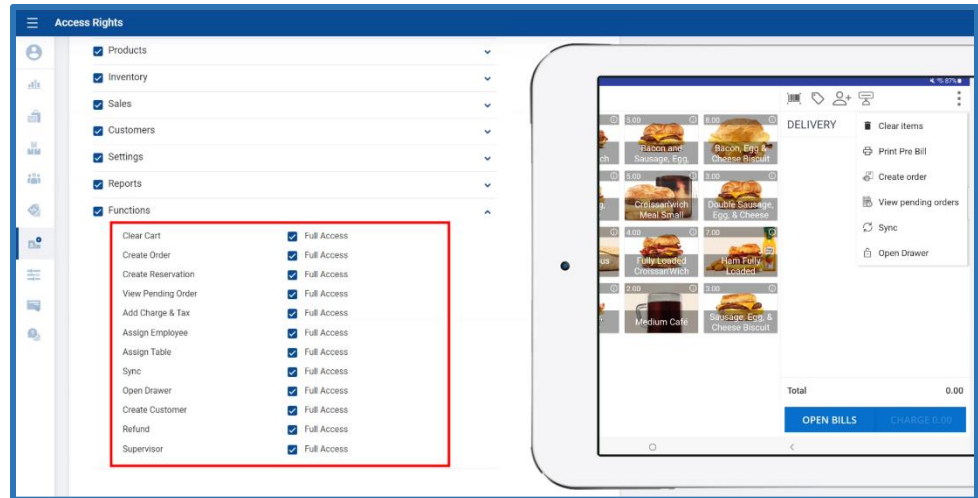 Access Rights
Products
Inventory
Sales
Customers
Settings
Reports
Functions
Clear Cart Full Access
Create Order Full Access
Create Reservation Full Access
View Pending Order Full Access
Add Charge & Tax Full Access
Assign Employee Full Access
Assign Table Full Access
Sync Full Access
Open Drawer Full Access
Create Customer Full Access
Refund Full Access
Supervisor Full Access
87%
DELIVERY
Clear items
Print Pre Bill
Create order
View pending orders
Sync
Open Drawer
5.00
8.00
ch
Bacon and
Sausage, Egg,
Bacon, Egg &
Cheese Biscuit
5.00
3.00
Croissan'wich
Meal Small
Double Sausage,
Egg, & Cheese
4.00
7.00
us
Fully Loaded
Croissan'Wich
Ham Fully
Loaded
2.00
3.00
Medium Café
Sausage, Egg, &
Cheese Biscuit
Total 0.00
OPEN BILLS
CHARGE 0.00